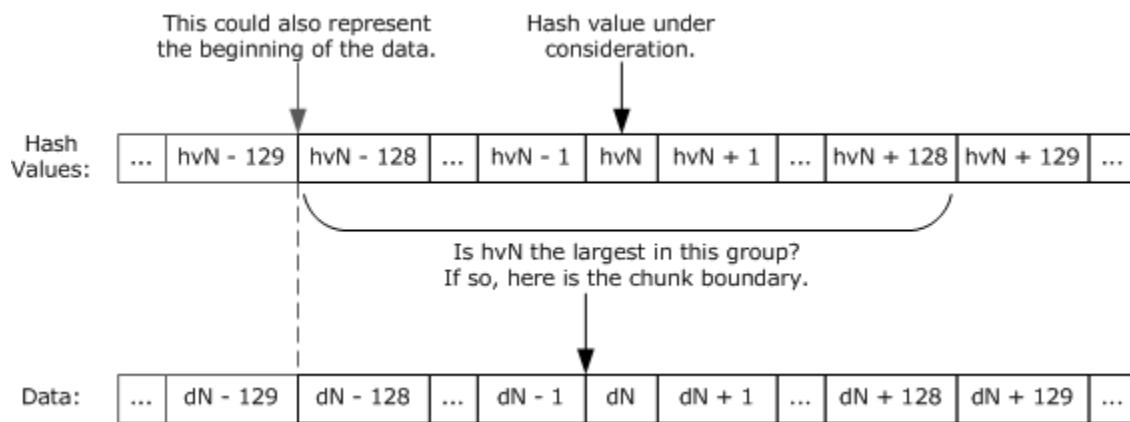 This could also represent
the beginning of the data.
Hash value under
consideration.
Hash
Values:
... hvN - 129 hvN - 128 ... hvN - 1 hvN hvN + 1 ... hvN + 128 hvN + 129 ...
Is hvN the largest in this group?
If so, here is the chunk boundary.
Data: ... dN - 129 dN - 128 ... dN - 1 dN dN + 1 ... dN + 128 dN + 129 ...